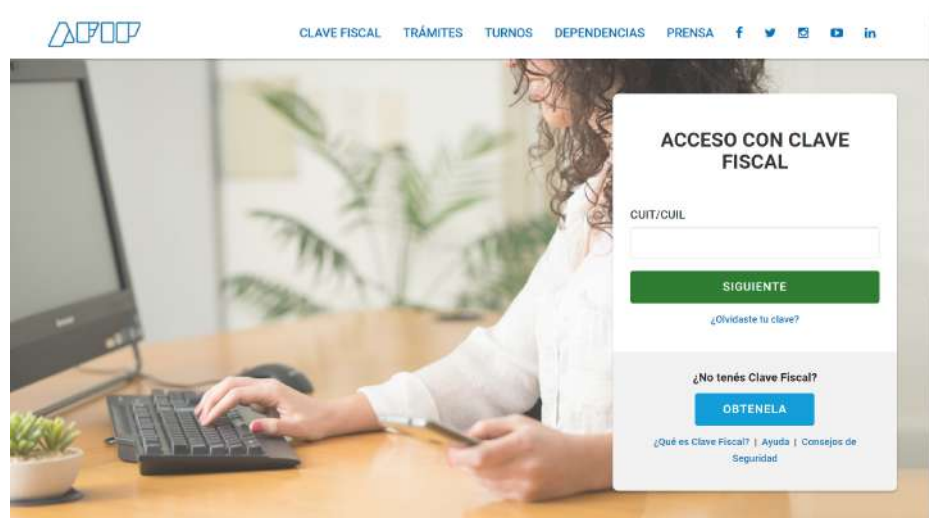 AFIP
CLAVE FISCAL TRÁMITES TURNOS DEPENDENCIAS PRENSA
ACCESO CON CLAVE
FISCAL
CUIT/CUIL
SIGUIENTE
¿Olvidaste tu clave?
¿No tenés Clave Fiscal?
OBTENELA
¿Qué es Clave Fiscal? | Ayuda | Consejos de
Seguridad